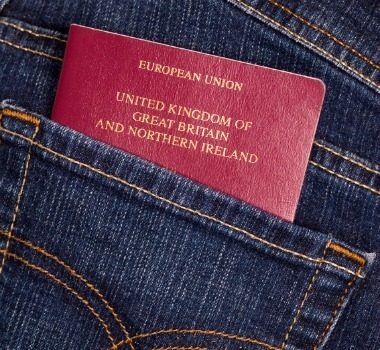 EUROPEAN UNION
UNITED KINGDOM OF
GREAT BRITAIN
AND NORTHERN IRELAND